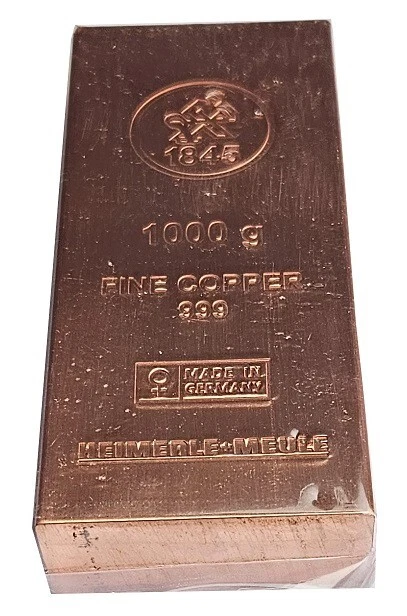 1845
1000 g
FINE COPPER
999
MADE IN
GERMANY
HEIMERLE+MEULE